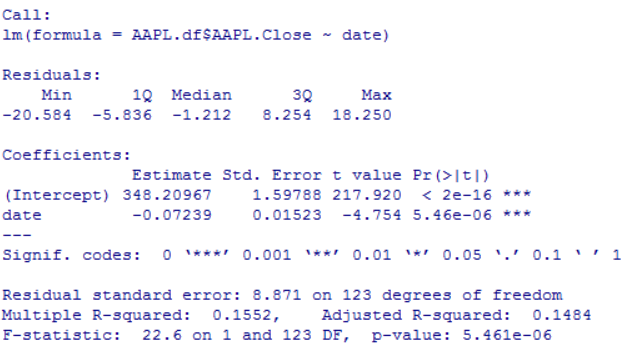 Call:
lm(formula = AAPL.df$AAPL.Close ~ date)
Residuals:
    Min      1Q  Median      3Q     Max
-20.584  -5.836  -1.212   8.254  18.250
Coefficients:
             Estimate Std. Error t value Pr(>|t|)
(Intercept) 348.20967    1.59788 217.920  < 2e-16 ***
date         -0.07239    0.01523  -4.754 5.46e-06 ***
---
Signif. codes:  0 ‘***’ 0.001 ‘**’ 0.01 ‘*’ 0.05 ‘.’ 0.1 ‘ ’ 1
Residual standard error: 8.871 on 123 degrees of freedom
Multiple R-squared:  0.1552,    Adjusted R-squared:  0.1484
F-statistic:  22.6 on 1 and 123 DF,  p-value: 5.461e-06